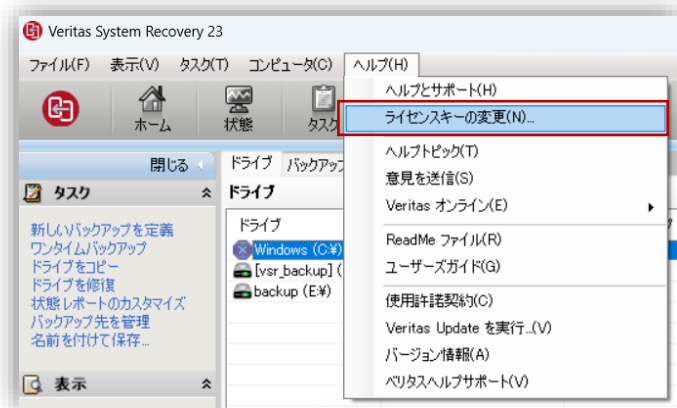 Veritas System Recovery 23
ファイル(F) 表示(V) タスク(T) コンピュータ(C) ヘルプ(H)
ホーム 状態 タスク
ヘルプとサポート(H)
ライセンスキーの変更(N)...
ヘルプトピック(T)
意見を送信(S)
Veritas オンライン(E)
ReadMe ファイル(R)
ユーザーズガイド(G)
使用許諾契約(C)
Veritas Update を実行...(V)
バージョン情報(A)
ベリタスヘルプサポート(V)
閉じる
タスク
新しいバックアップを定義
ワンタイムバックアップ
ドライブをコピー
ドライブを修復
状態レポートのカスタマイズ
バックアップ先を管理
名前を付けて保存...
表示
ドライブ バックアップ
ドライブ
ドライブ
Windows (C:¥)
[vsr_backup] (
backup (E:¥)